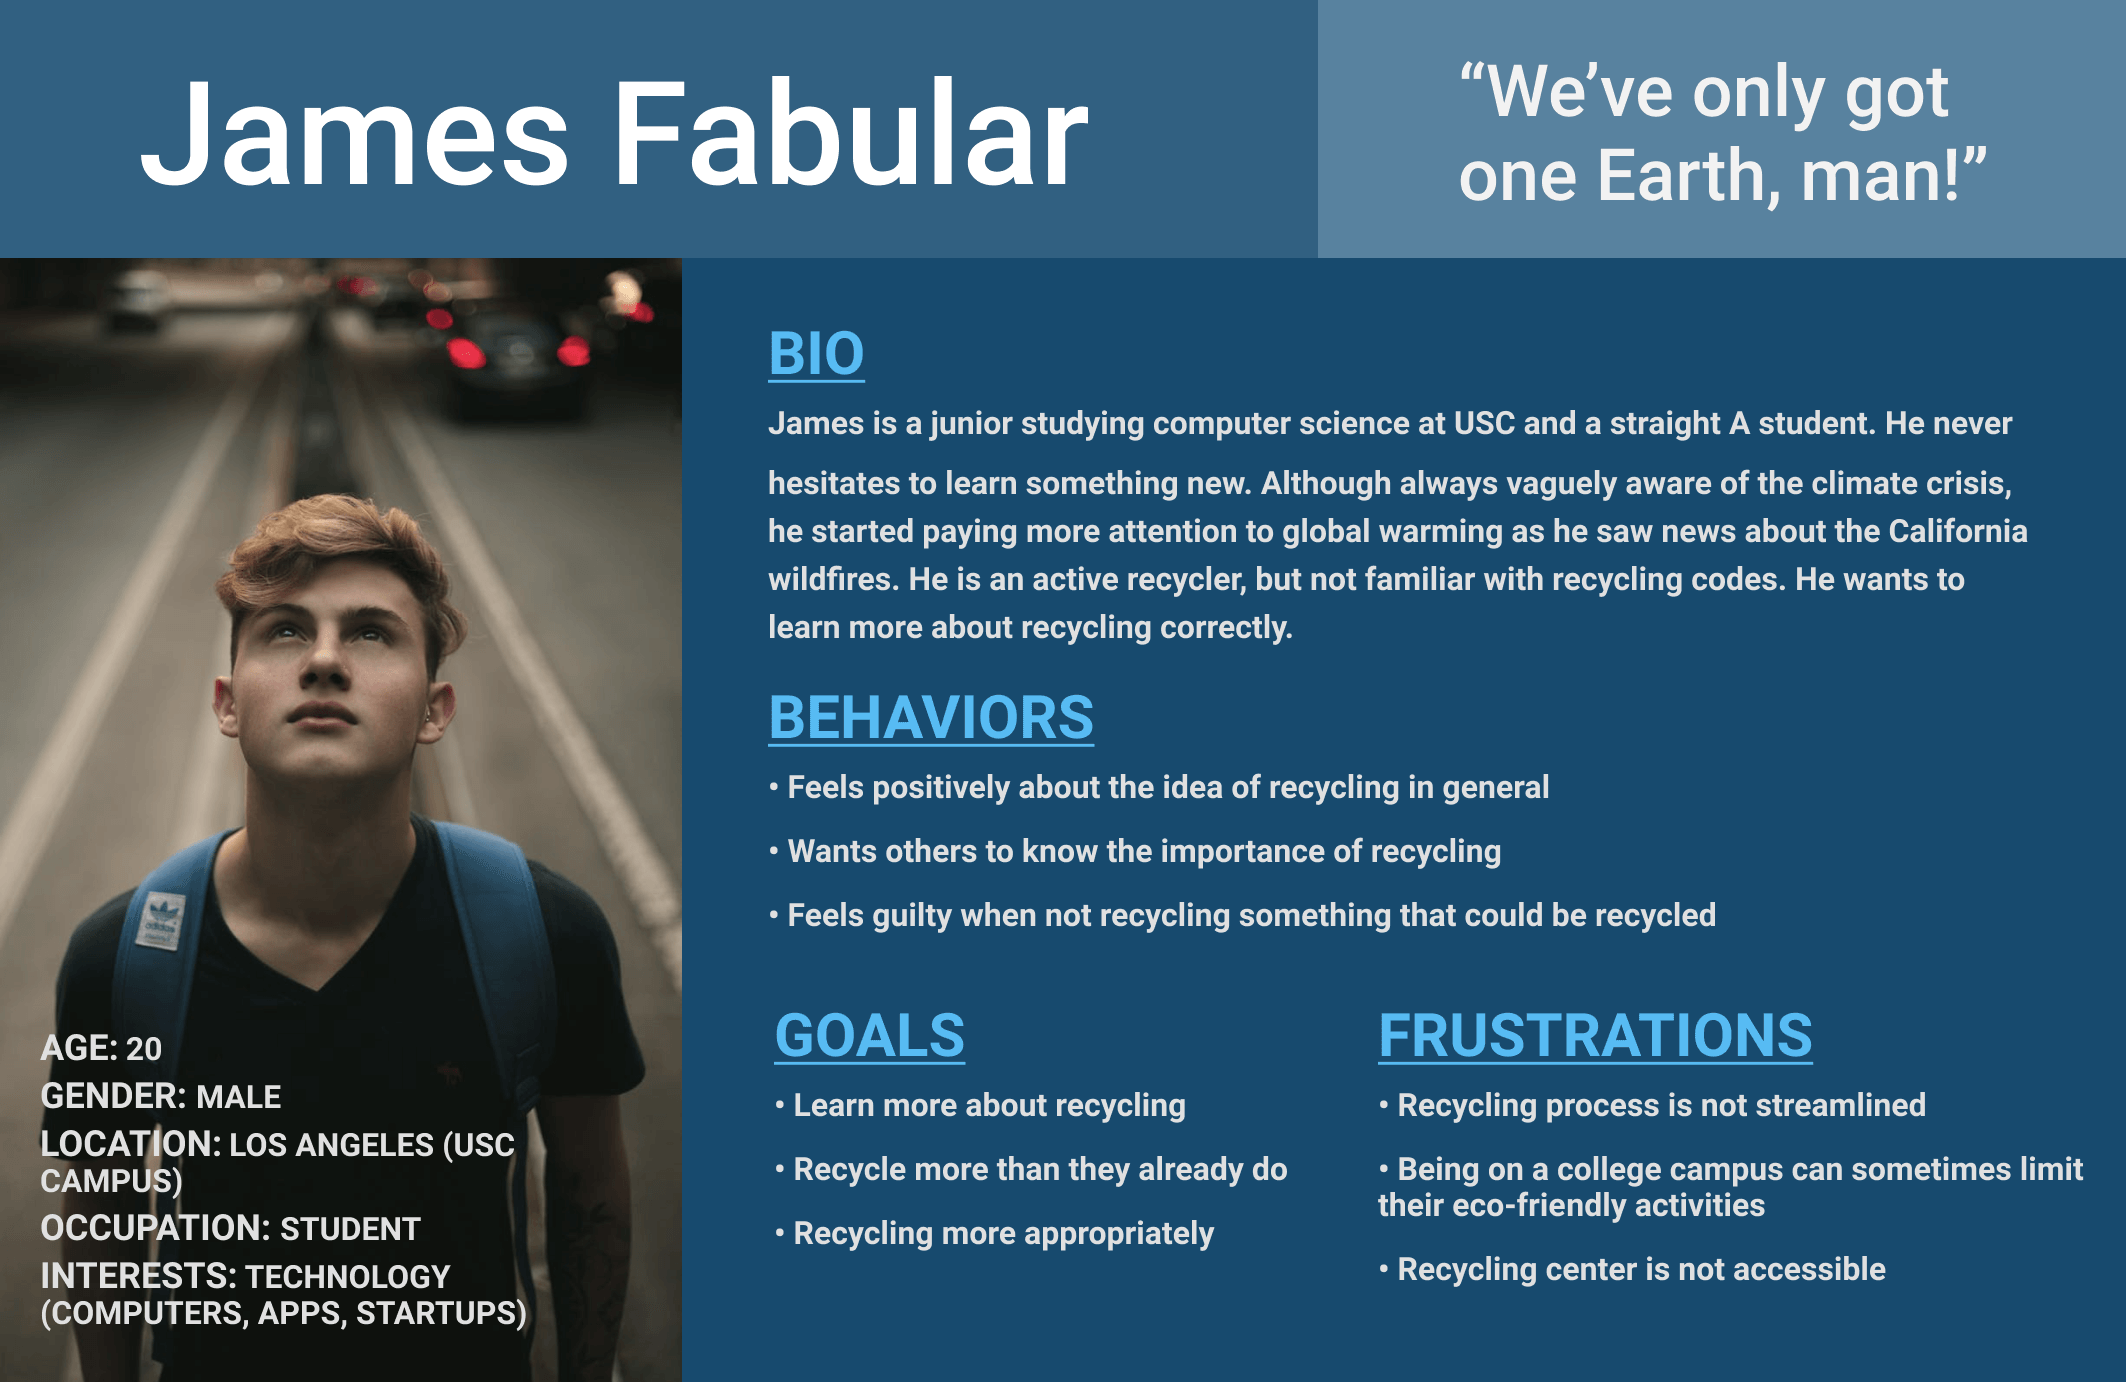 James Fabular
“We’ve only got
one Earth, man!”
BIO
James is a junior studying computer science at USC and a straight A student. He never
hesitates to learn something new. Although always vaguely aware of the climate crisis,
he started paying more attention to global warming as he saw news about the California
wildfires. He is an active recycler, but not familiar with recycling codes. He wants to
learn more about recycling correctly.
BEHAVIORS
• Feels positively about the idea of recycling in general
• Wants others to know the importance of recycling
• Feels guilty when not recycling something that could be recycled
adidas
AGE: 20
GENDER: MALE
LOCATION: LOS ANGELES (USC
CAMPUS)
OCCUPATION: STUDENT
INTERESTS: TECHNOLOGY
(COMPUTERS, APPS, STARTUPS)
GOALS
• Learn more about recycling
• Recycle more than they already do
• Recycling more appropriately
FRUSTRATIONS
• Recycling process is not streamlined
• Being on a college campus can sometimes limit
their eco-friendly activities
• Recycling center is not accessible